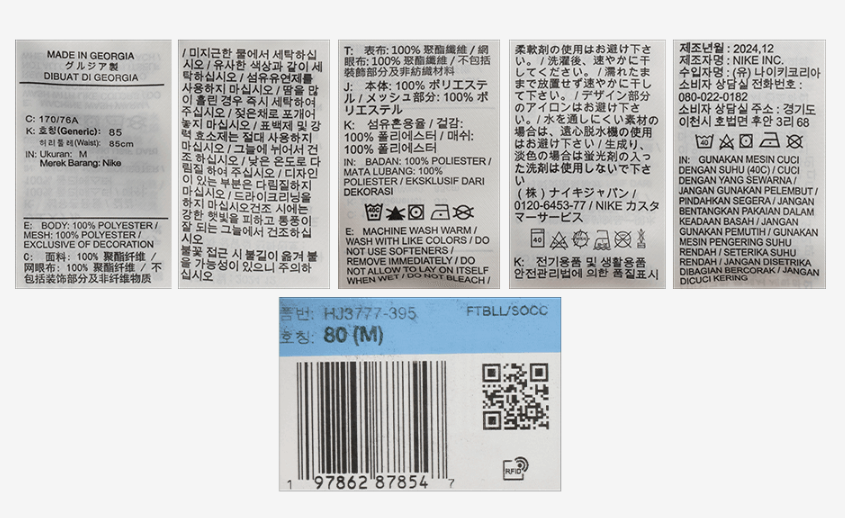 MADE IN GEORGIA
グルジア製
DIBUAT DI GEORGIA
C: 170/76A
K: 호칭(Generic): 85
허리둘레(Waist): 85cm
IN: Ukuran: M
Merek Barang: Nike
E: BODY: 100% POLYESTER /
MESH: 100% POLYESTER /
EXCLUSIVE OF DECORATION
C: 面料: 100% 聚酯纤维 /
网眼布: 100% 聚酯纤维 / 不
包括装饰部分及非纤维物质
/ 미지근한 물에서 세탁하십
시오 / 유사한 색상과 같이 세
탁하십시오 / 섬유유연제를
사용하지 마십시오 / 땀을 많
이 흘린 경우 즉시 세탁하여
주십시오 / 젖은채로 포개어
놓지 마십시오 / 표백제 및 강
력 효소제는 절대 사용하지
마십시오 / 그늘에 뉘어서 건
조 하십시오 / 낮은 온도로 다
림질 하여 주십시오 / 디자인
이 있는 부분은 다림질하지
마십시오 / 드라이크리닝을
하지 마십시오건조 시에는
강한 햇빛을 피하고 통풍이
잘 되는 그늘에서 건조하십
시오
불꽃 접근 시 불길이 옮겨 붙
을 가능성이 있으니 주의하
십시오
T: 表布: 100% 聚酯纖維 / 網
眼布: 100% 聚酯纖維 / 不包括
裝飾部分及非紡織材料
J: 本体: 100% ポリエステ
ル / メッシュ部分: 100% ポ
リエステル
K: 섬유혼용율 / 겉감:
100% 폴리에스터 / 매쉬:
100% 폴리에스터
IN: BADAN: 100% POLIESTER /
MATA LUBANG: 100%
POLIESTER / EKSKLUSIF DARI
DEKORASI
E: MACHINE WASH WARM /
WASH WITH LIKE COLORS / DO
NOT USE SOFTENERS /
REMOVE IMMEDIATELY / DO
NOT ALLOW TO LAY ON ITSELF
WHEN WET / DO NOT BLEACH /
柔軟剤の使用はお避け下さ
い。 / 洗濯後、速やかに干し
てください。 / 濡れたま
まで放置せず速やかに干し
て下さい。 / デザイン部分
のアイロンはお避け下さ
い。 / 水を通しにくい素材の
場合は、遠心脱水機の使用
はお避け下さい / 生成り、
淡色の場合は蛍光剤の入っ
た洗剤は使用しないで下さ
い
(株) ナイキジャパン /
0120-6453-77 / NIKE カスタ
マーサービス
40
K: 전기용품 및 생활용품
안전관리법에 의한 품질표시
제조년월 : 2024,12
제조자명 : NIKE INC.
수입자명 : (유) 나이키코리아
소비자 상담실 전화번호 :
080-022-0182
소비자 상담실 주소 : 경기도
이천시 호법면 후안 3리 68
IN: GUNAKAN MESIN CUCI
DENGAN SUHU (40C) / CUCI
DENGAN YANG SEWARNA /
JANGAN GUNAKAN PELEMBUT /
PINDAHKAN SEGERA / JANGAN
BENTANGKAN PAKAIAN DALAM
KEADAAN BASAH / JANGAN
GUNAKAN PEMUTIH / GUNAKAN
MESIN PENGERING SUHU
RENDAH / SETERIKA SUHU
RENDAH / JANGAN DISETRIKA
DIBAGIAN BERCORAK / JANGAN
DICUCI KERING
품번: HJ3777-395 FTBLL/SOCC
호칭: 80 (M)
1 97862 87854 7
RFID